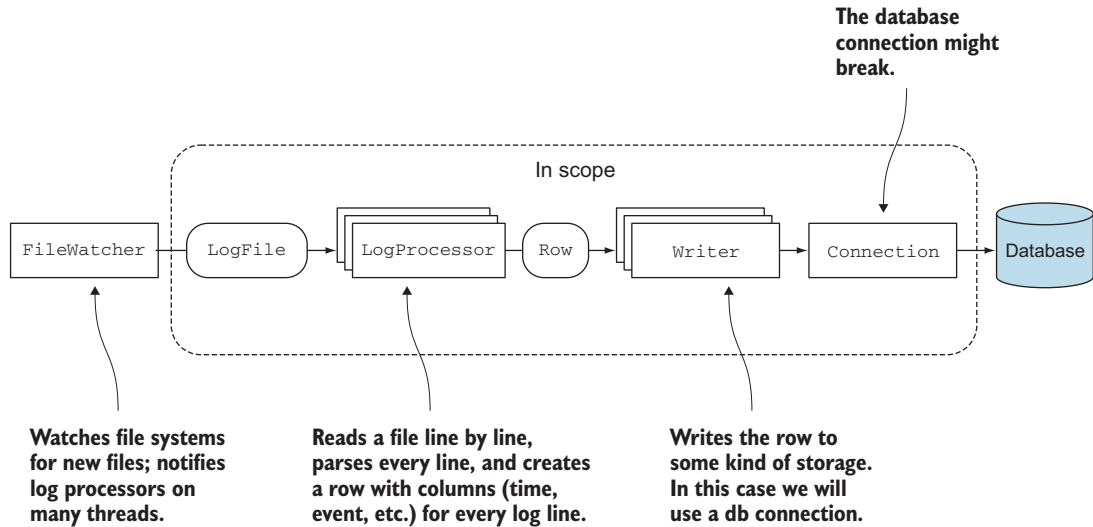 The database
connection might
break.
In scope
FileWatcher
LogFile
LogProcessor
Row
Writer
Connection
Database
Watches file systems
for new files; notifies
log processors on
many threads.
Reads a file line by line,
parses every line, and creates
a row with columns (time,
event, etc.) for every log line.
Writes the row to
some kind of storage.
In this case we will
use a db connection.